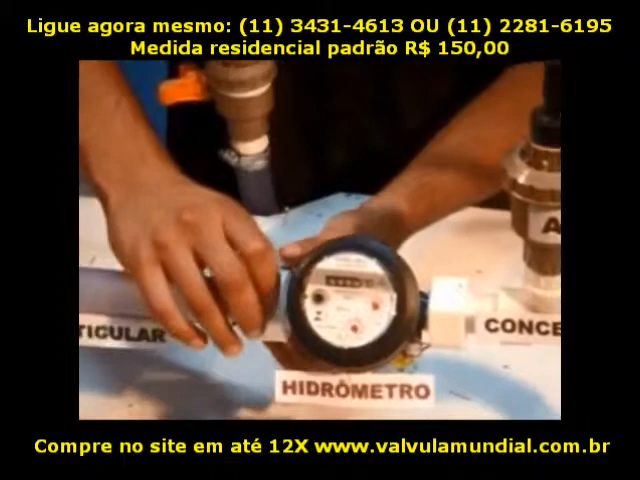 Ligue agora mesmo: (11) 3431-4613 OU (11) 2281-6195
Medida residencial padrão R$ 150,00
TICULAR
CONCE
A
HIDRÔMETRO
Compre no site em até 12X www.valvulamundial.com.br